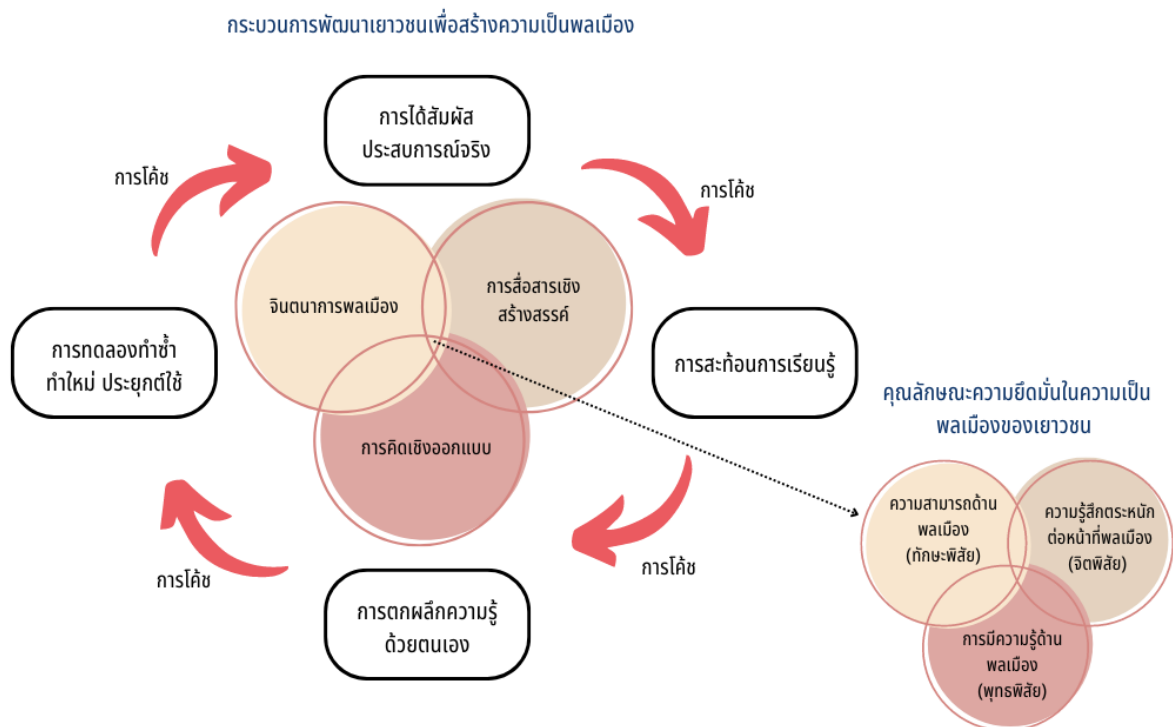 กระบวนการพัฒนาเยาวชนเพื่อสร้างความเป็นพลเมือง
การได้สัมผัส
ประสบการณ์จริง
การโค้ช
การโค้ช
จินตนาการพลเมือง
การสื่อสารเชิง
สร้างสรรค์
การทดลองทำซ้ำ
ทำใหม่ ประยุกต์ใช้
การสะท้อนการเรียนรู้
การคิดเชิงออกแบบ
การโค้ช
การโค้ช
การตกผลึกความรู้
ด้วยตนเอง
คุณลักษณะความยึดมั่นในความเป็น
พลเมืองของเยาวชน
ความสามารถด้าน
พลเมือง
(ทักษะพิสัย)
ความรู้สึกตระหนัก
ต่อหน้าที่พลเมือง
(จิตพิสัย)
การมีความรู้ด้าน
พลเมือง
(พุทธพิสัย)